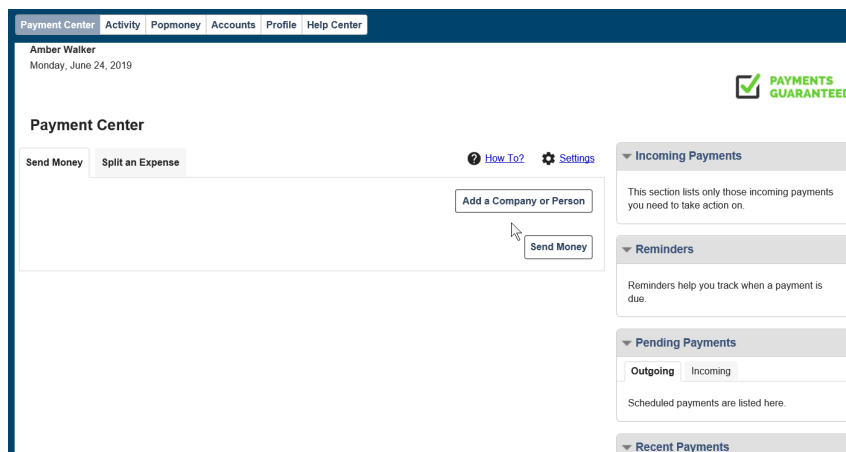 Payment Center Activity Popmoney Accounts Profile Help Center
Amber Walker
Monday, June 24, 2019
PAYMENTS
GUARANTEED
Payment Center
Send Money Split an Expense
How To? Settings
Add a Company or Person
Send Money
Incoming Payments
This section lists only those incoming payments
you need to take action on.
Reminders
Reminders help you track when a payment is
due.
Pending Payments
Outgoing Incoming
Scheduled payments are listed here.
Recent Payments